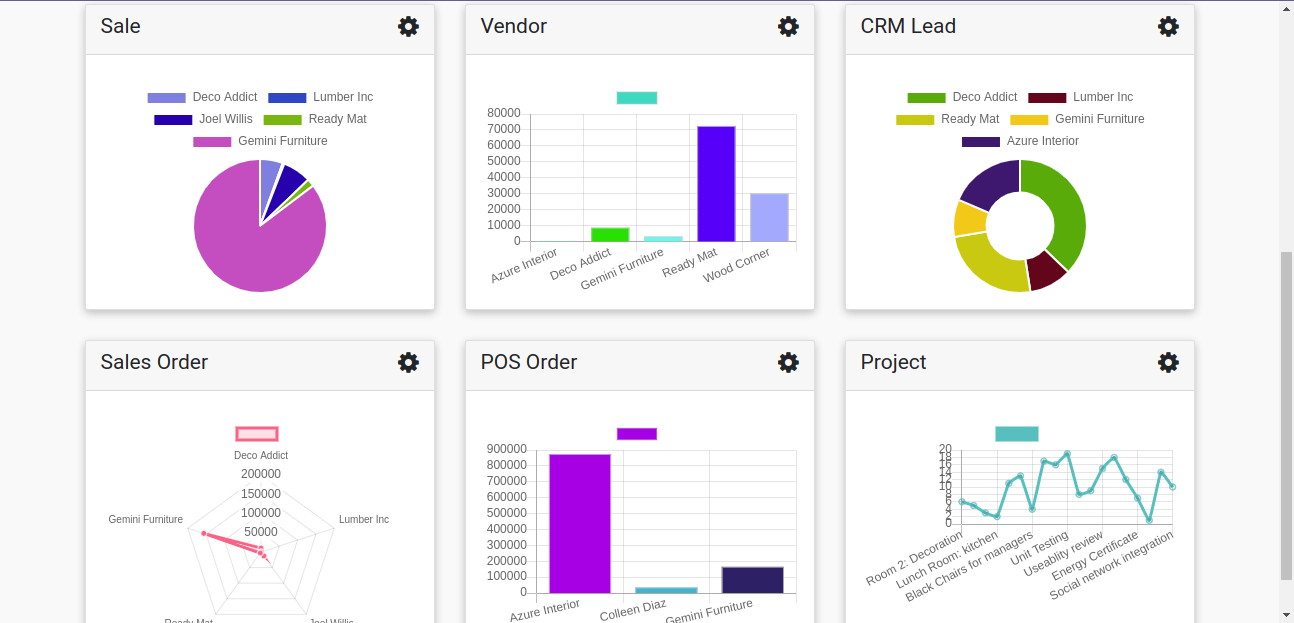 Sale
Deco Addict Lumber Inc
Joel Willis Ready Mat
Gemini Furniture
Vendor
80000
70000
60000
50000
40000
30000
20000
10000
0
Azure Interior Deco Addict Gemini Furniture Ready Mat Wood Corner
CRM Lead
Deco Addict Lumber Inc
Ready Mat Gemini Furniture
Azure Interior
Sales Order
Deco Addict
200000
150000
100000
50000
Gemini Furniture Lumber Inc
Ready Mat Joel Willis
POS Order
900000
800000
700000
600000
500000
400000
300000
200000
100000
0
Azure Interior Colleen Diaz Gemini Furniture
Project
20
18
16
14
12
10
8
6
4
2
0
Room 2: Decoration Lunch Room: kitchen Black Chairs for managers Unit Testing Useablity review Energy Certificate Social network integration